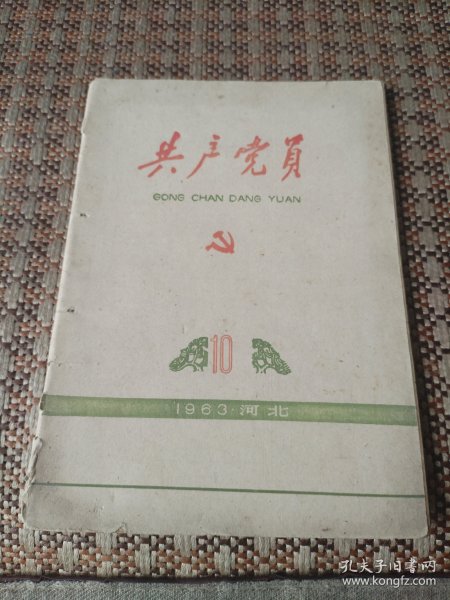 共产党员
GONG CHAN DANG YUAN
10
1963·河北
孔夫子旧书网
www.kongfz.com